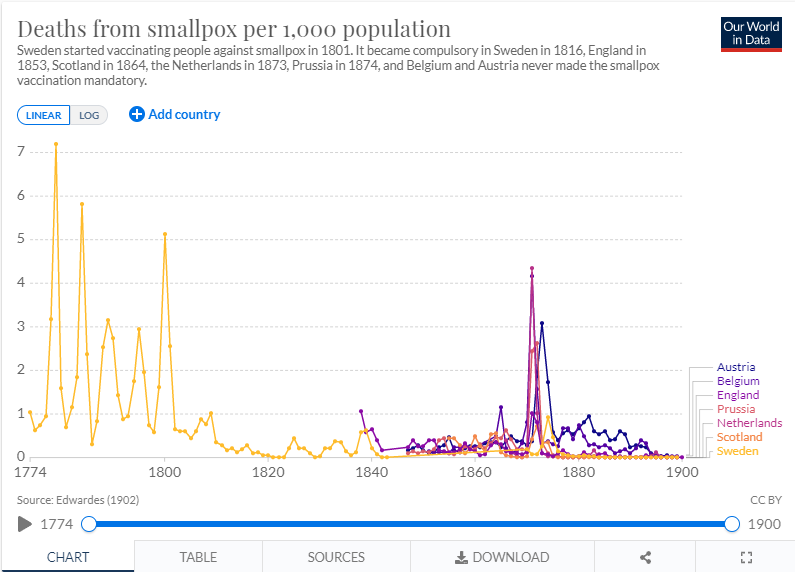 Deaths from smallpox per 1,000 population
Our World
in Data
Sweden started vaccinating people against smallpox in 1801. It became compulsory in Sweden in 1816, England in
1853, Scotland in 1864, the Netherlands in 1873, Prussia in 1874, and Belgium and Austria never made the smallpox
vaccination mandatory.
LINEAR LOG
Add country
7
6
5
4
3
2
1
0
Austria
Belgium
England
Prussia
Netherlands
Scotland
Sweden
1774 1800 1820 1840 1860 1880 1900
Source: Edwardes (1902) CC BY
1774 1900
CHART TABLE SOURCES DOWNLOAD